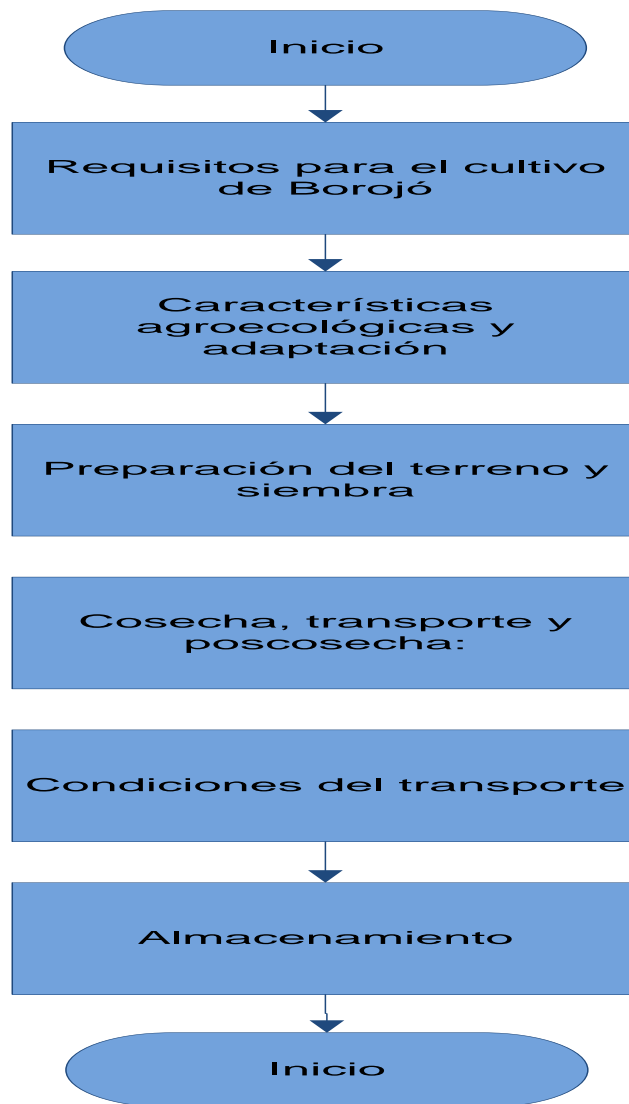 Inicio
Requisitos para el cultivo
de Borojó
Característícas
agroecológicas y
adaptación
Preparación del terreno y
siembra
Cosecha, transporte y
poscosecha:
Condiciones del transporte
Almacenamiento
Inicio